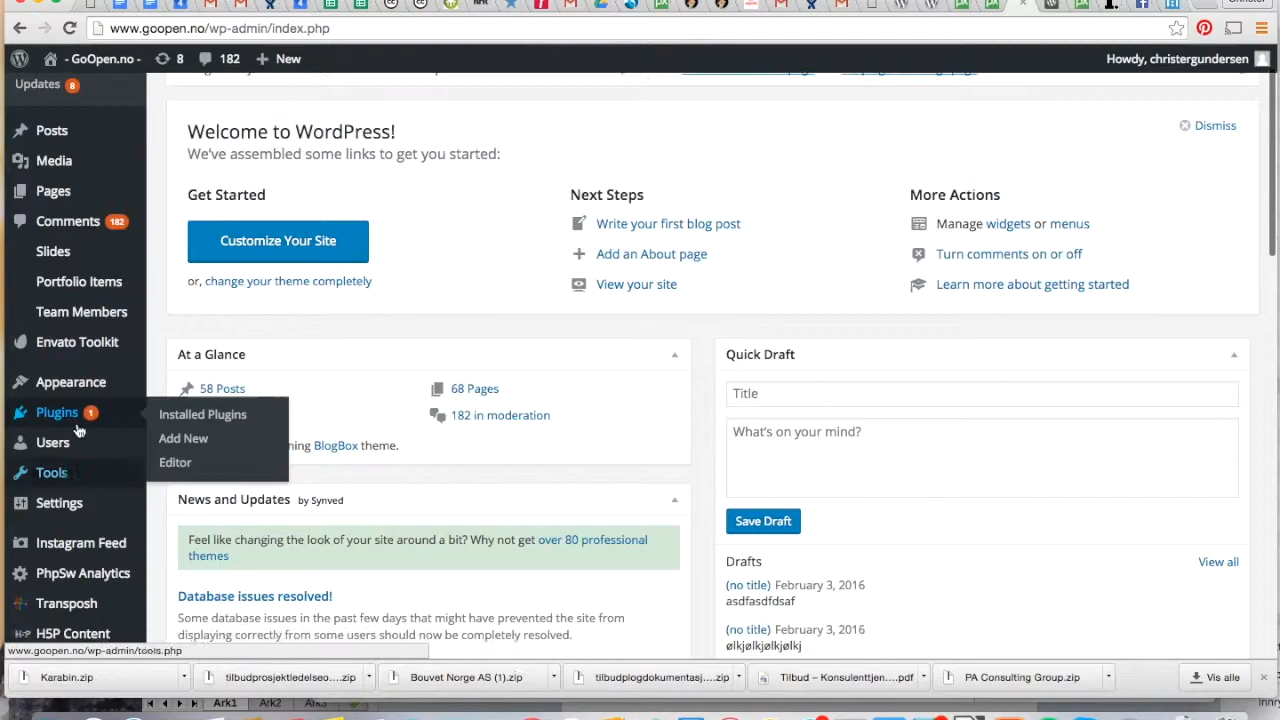 www.goopen.no/wp-admin/index.php
- GoOpen.no -
8
182
New
Howdy, christergundersen
Updates 8
Posts
Media
Pages
Comments 182
Slides
Portfolio Items
Team Members
Envato Toolkit
Appearance
Plugins 1
Users
Tools
Settings
Instagram Feed
PhpSw Analytics
Transposh
H5P Content
Installed Plugins
Add New
Editor
Welcome to WordPress!
We've assembled some links to get you started:
Dismiss
Get Started
Customize Your Site
or, change your theme completely
Next Steps
Write your first blog post
Add an About page
View your site
More Actions
Manage widgets or menus
Turn comments on or off
Learn more about getting started
At a Glance
58 Posts
68 Pages
182 in moderation
BlogBox theme.
News and Updates by Synved
Feel like changing the look of your site around a bit? Why not get over 80 professional
themes
Database issues resolved!
Some database issues in the past few days that might have prevented the site from
displaying correctly from some users should now be completely resolved.
Quick Draft
Title
What's on your mind?
Save Draft
Drafts
View all
(no title) February 3, 2016
asdfasdfdsaf
(no title) February 3, 2016
ølkjølkjølkjølkj
www.goopen.no/wp-admin/tools.php
Karabin.zip
tilbudprosjektledelseo....zip
Bouvet Norge AS (1).zip
tilbudplogdokumentasj....zip
Tilbud – Konsulenttjen....pdf
PA Consulting Group.zip
Vis alle
Ark1
Ark2
Ark3